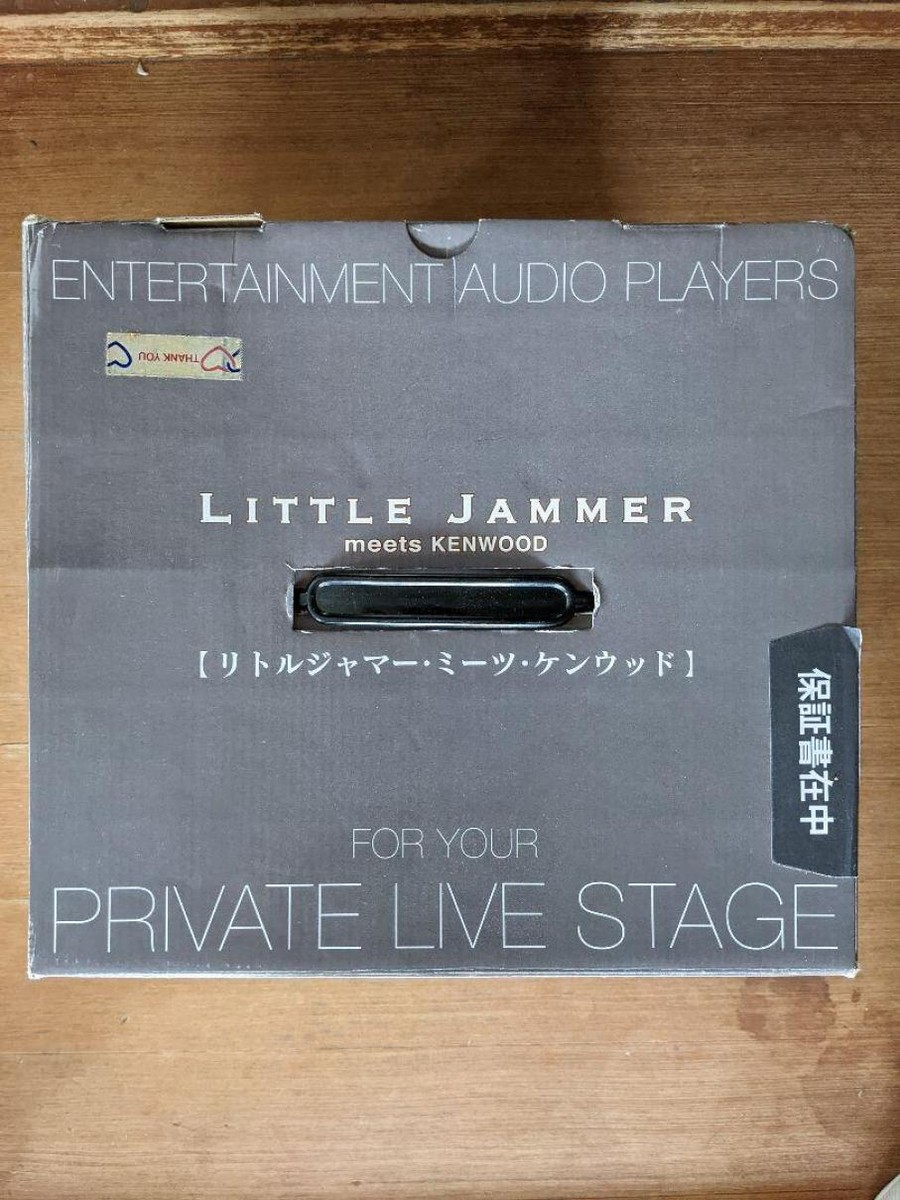 ENTERTAINMENT AUDIO PLAYERS
THANK YOU
LITTLE JAMMER
meets KENWOOD
【リトルジャマー・ミーツ・ケンウッド】
保証書在中
FOR YOUR
PRIVATE LIVE STAGE